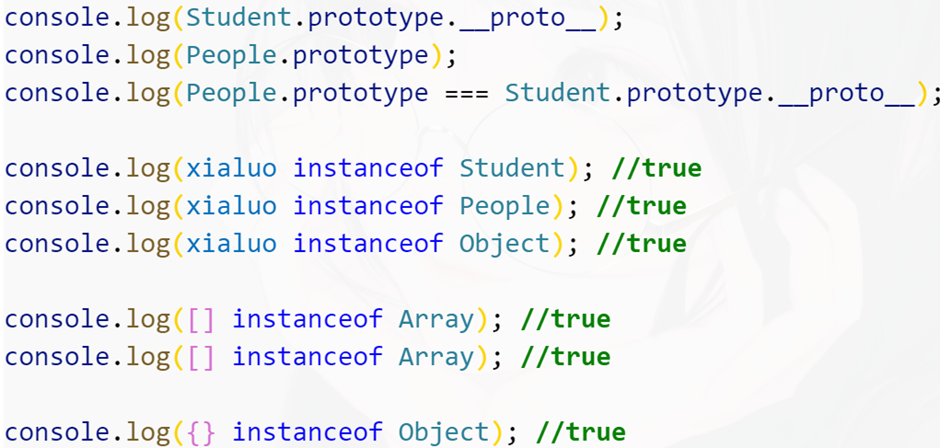 console.log(Student.prototype.__proto__);
console.log(People.prototype);
console.log(People.prototype === Student.prototype.__proto__);
console.log(xialuo instanceof Student); //true
console.log(xialuo instanceof People); //true
console.log(xialuo instanceof Object); //true
console.log([] instanceof Array); //true
console.log([] instanceof Array); //true
console.log({} instanceof Object); //true